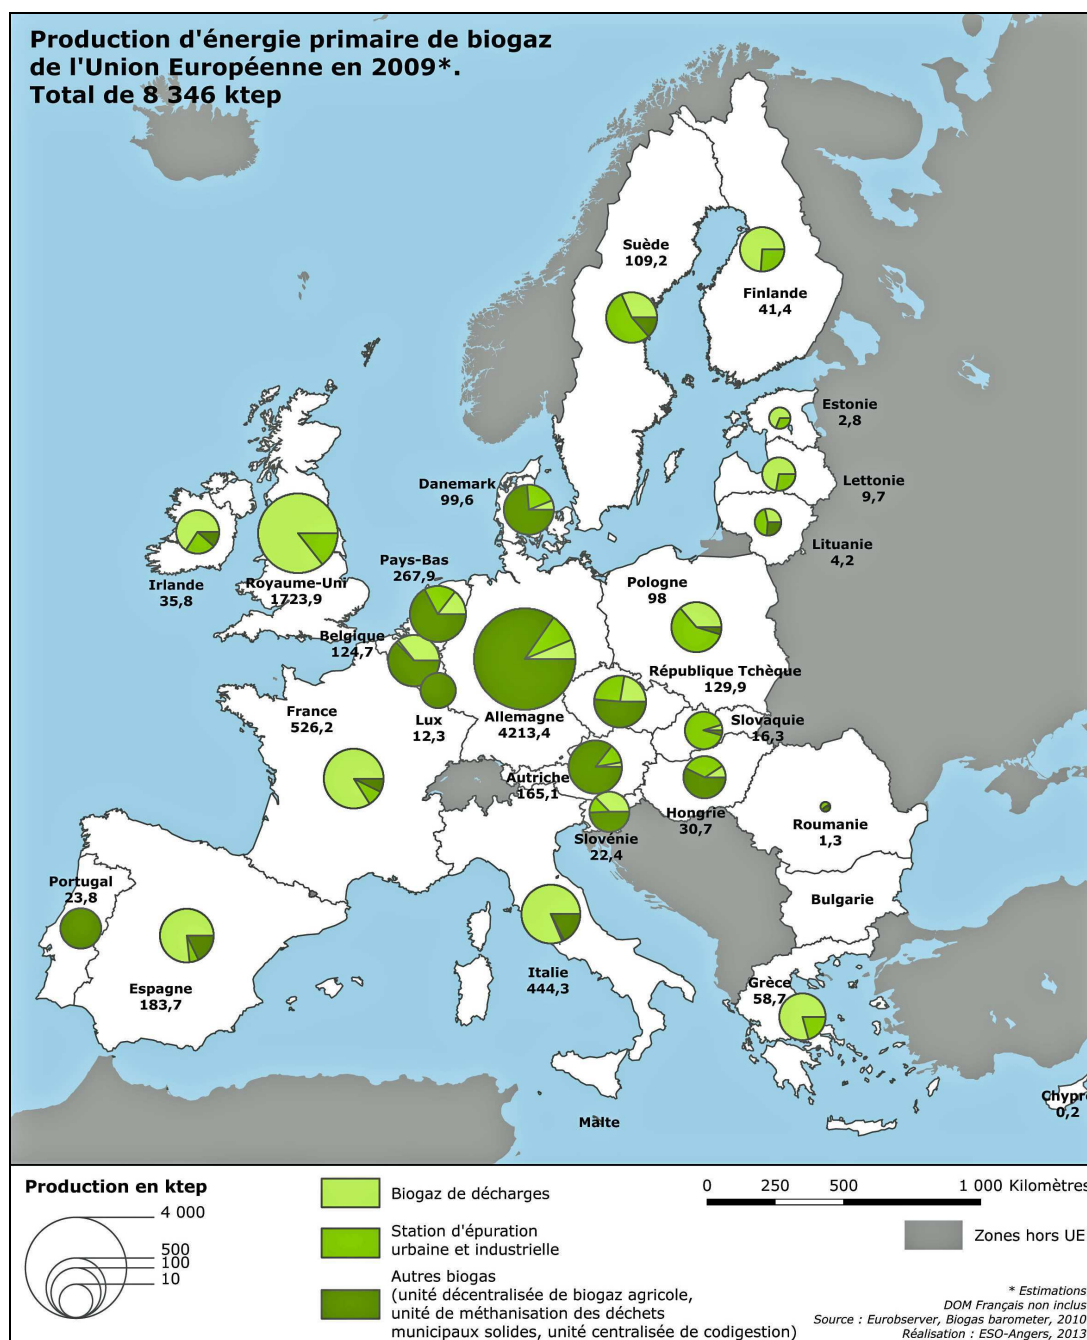 Production d'énergie primaire de biogaz
de l'Union Européenne en 2009*.
Total de 8 346 ktep
Suède
109,2
Finlande
41,4
Estonie
2,8
Lettonie
9,7
Lituanie
4,2
Danemark
99,6
Irlande
35,8
Royaume-Uni
1723,9
Pays-Bas
267,9
Belgique
124,7
Pologne
98
République Tchèque
129,9
France
526,2
Lux
12,3
Allemagne
4213,4
Slovaquie
16,3
Autriche
165,1
Hongrie
30,7
Slovénie
22,4
Roumanie
1,3
Bulgarie
Portugal
23,8
Espagne
183,7
Italie
444,3
Grèce
58,7
Malte
Chypre
0,2
Production en ktep
4 000
500
100
10
Biogaz de décharges
Station d'épuration
urbaine et industrielle
Autres biogas
(unité décentralisée de biogaz agricole,
unité de méthanisation des déchets
municipaux solides, unité centralisée de codigestion)
0 250 500 1 000 Kilomètres
Zones hors UE
* Estimations
DOM Français non inclus
Source : Eurobserver, Biogas barometer, 2010
Réalisation : ESO-Angers, 2012